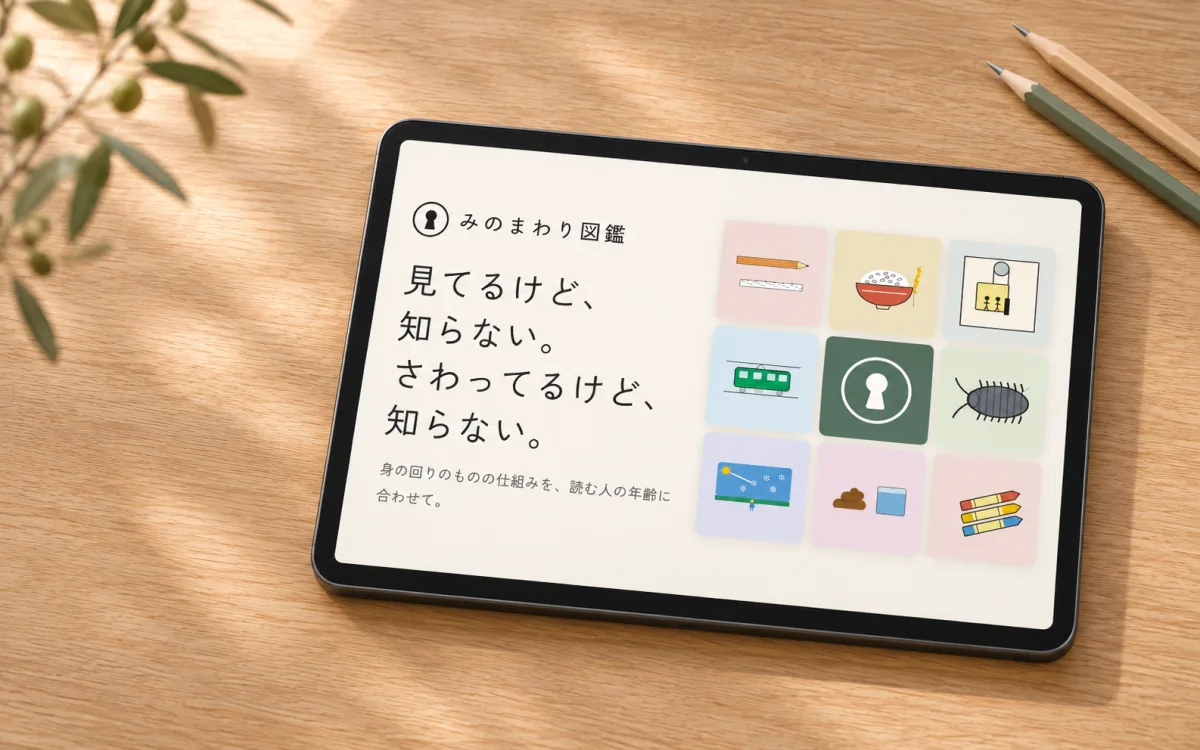 みのまわり図鑑
見てるけど、
知らない。
さわってるけど、
知らない。
身の回りのものの仕組みを、読む人の年齢に
合わせて。